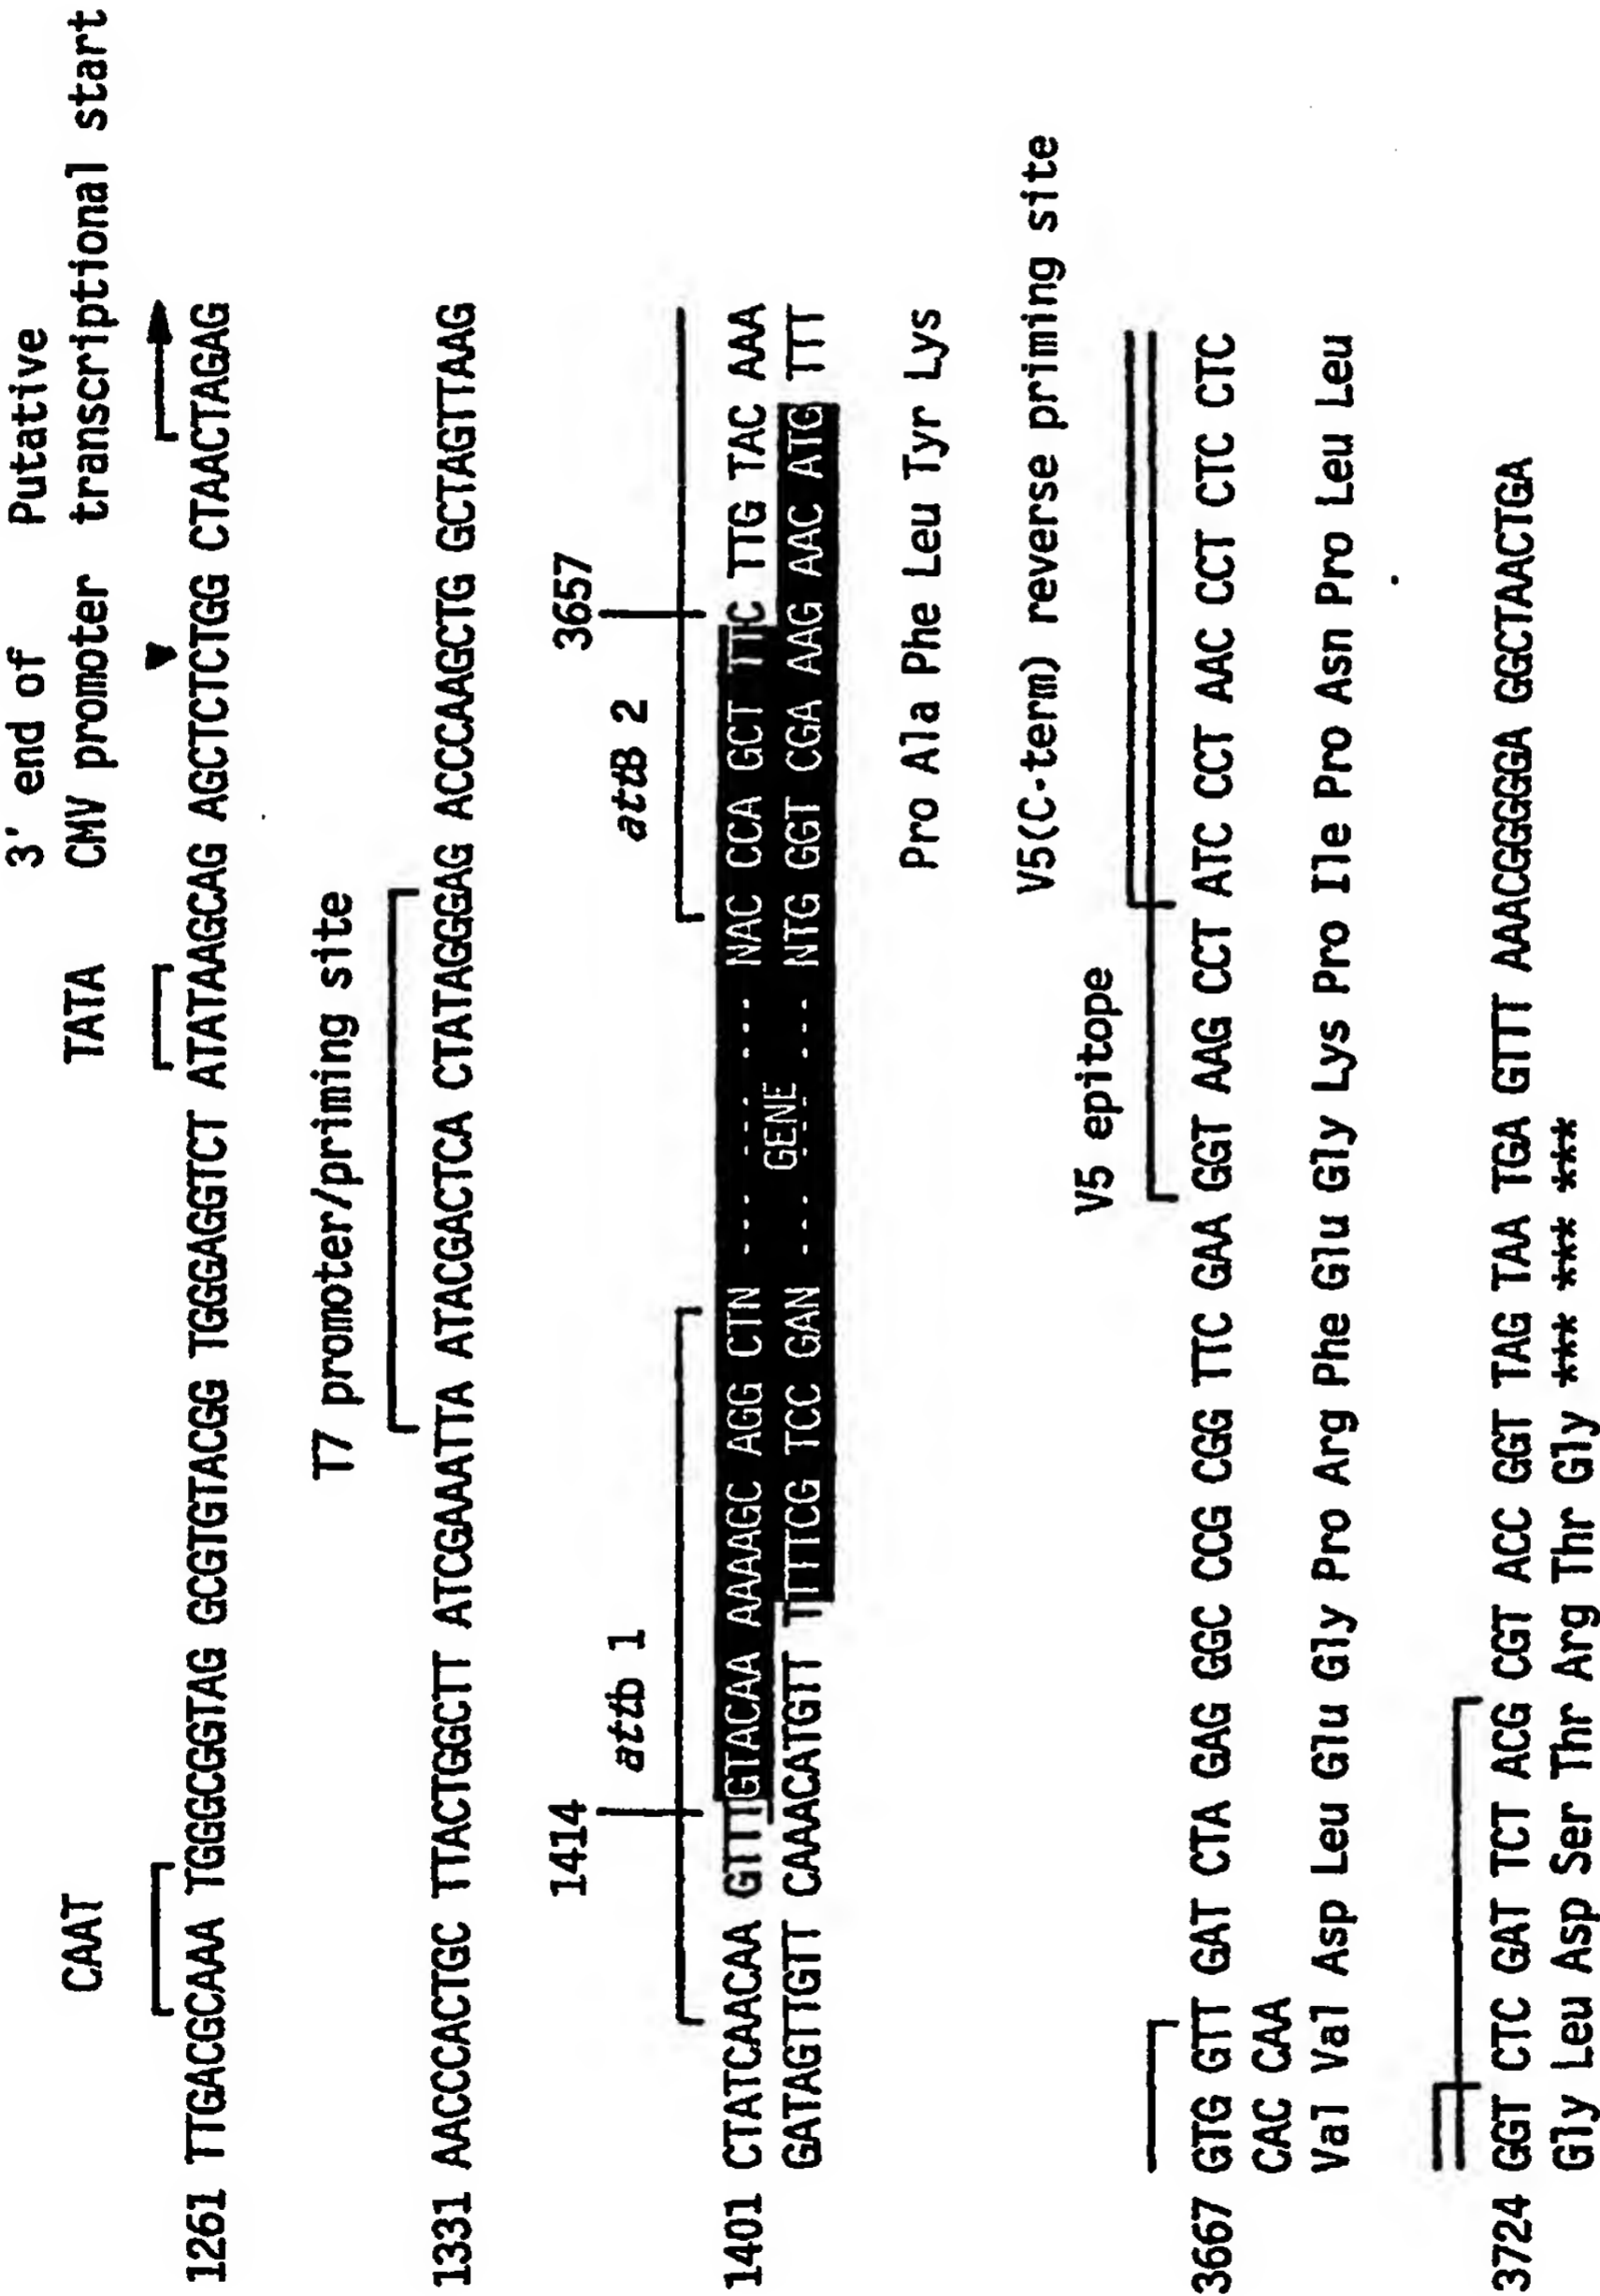 3' end of Putative
CAAT TATA CMV promoter transcriptional start
1261 TTGACGCAAA TGGGCGGTAG GCGTGTACGG TGGGAGGTCT ATATAAGCAG AGCTCTCTGG CTAACTAGAG
T7 promoter/priming site
1331 AACCCACTGC TTACTGGCTT ATCGAAATTA ATACGACTCA CTATAGGGAG ACCCAAGCTG GCTAGTTAAG
1414 3657
attb 1 attB 2
1401 CTATCAACAA GTTTGTACAA AAAAGC AGG CTN ... ... ... NAC CCA GCT TTC TTG TAC AAA
GENE
GATAGTTGTT CAAACATGTT TTTTCG TCC GAN ... ... ... NTG GGT CGA AAG AAC ATG TTT
Pro Ala Phe Leu Tyr Lys
V5(C-term) reverse priming site
V5 epitope
3667 GTG GTT GAT CTA GAG GGC CCG CGG TTC GAA GGT AAG CCT ATC CCT AAC CCT CTC CTC
CAC CAA
Val Val Asp Leu Glu Gly Pro Arg Phe Glu Gly Lys Pro Ile Pro Asn Pro Leu Leu
3724 GGT CTC GAT TCT ACG CGT ACC GGT TAG TAA TGA GTTT AAACGGGGGA GGCTAACTGA
Gly Leu Asp Ser Thr Arg Thr Gly *** *** ***